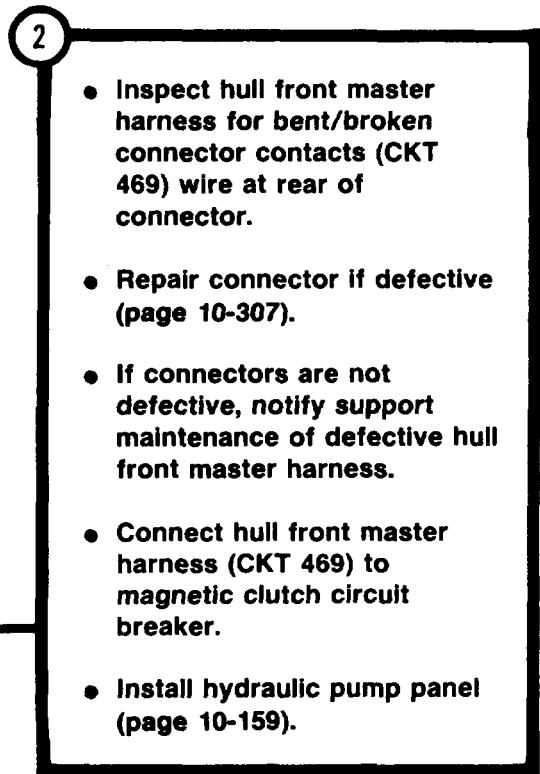 2
● Inspect hull front master
harness for bent/broken
connector contacts (CKT
469) wire at rear of
connector.
● Repair connector if defective
(page 10-307).
● If connectors are not
defective, notify support
maintenance of defective hull
front master harness.
● Connect hull front master
harness (CKT 469) to
magnetic clutch circuit
breaker.
● Install hydraulic pump panel
(page 10-159).